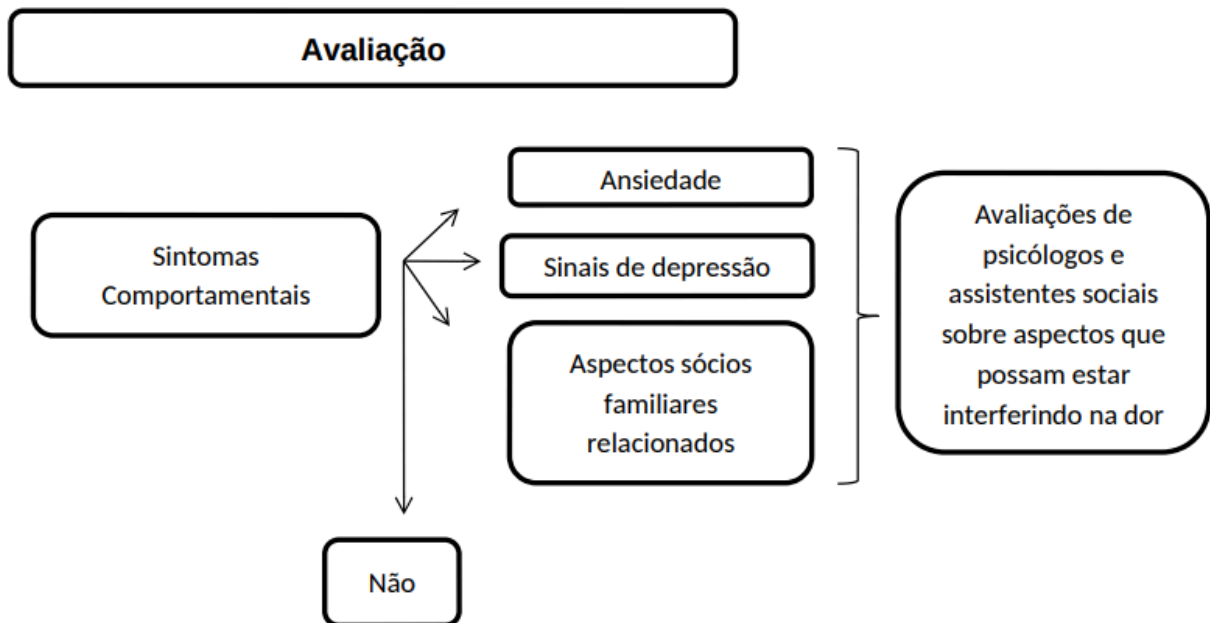 Avaliação
Sintomas
Comportamentais
Ansiedade
Sinais de depressão
Aspectos sócios
familiares
relacionados
Avaliações de
psicólogos e
assistentes sociais
sobre aspectos que
possam estar
interferindo na dor
Não